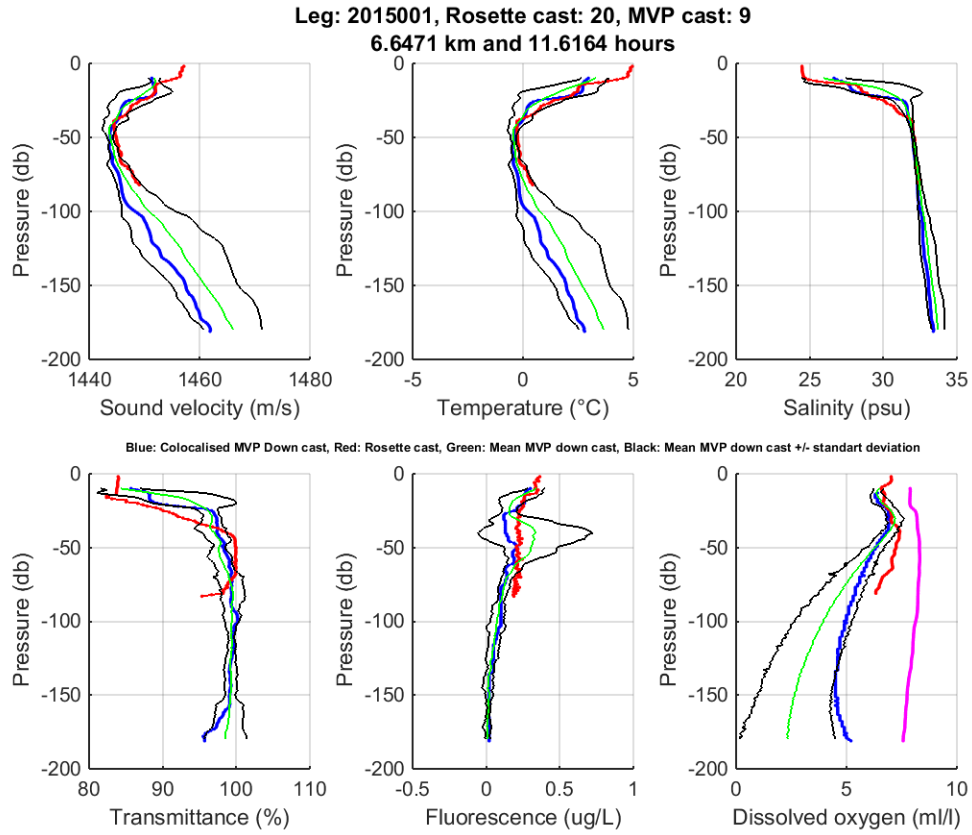 Leg: 2015001, Rosette cast: 20, MVP cast: 9
6.6471 km and 11.6164 hours
0
-50
-100
-150
-200
Pressure (db)
1440 1460 1480
Sound velocity (m/s)
0
-50
-100
-150
-200
Pressure (db)
-5 0 5
Temperature (°C)
0
-50
-100
-150
-200
Pressure (db)
20 25 30 35
Salinity (psu)
Blue: Colocalised MVP Down cast, Red: Rosette cast, Green: Mean MVP down cast, Black: Mean MVP down cast +/- standart deviation
0
-50
-100
-150
-200
Pressure (db)
80 90 100 110
Transmittance (%)
0
-50
-100
-150
-200
Pressure (db)
-0.5 0 0.5 1
Fluorescence (ug/L)
0
-50
-100
-150
-200
Pressure (db)
0 5 10
Dissolved oxygen (ml/l)